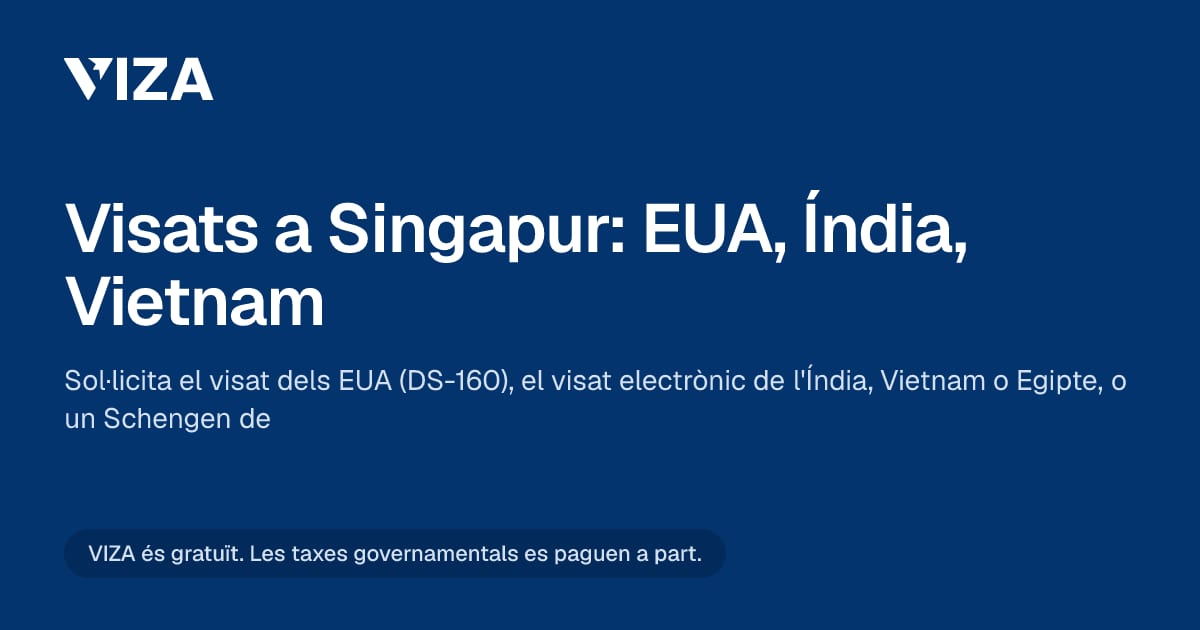 VIZA
Visats a Singapur: EUA, Índia,
Vietnam
Sol·licita el visat dels EUA (DS-160), el visat electrònic de l'Índia, Vietnam o Egipte, o
un Schengen de
VIZA és gratuït. Les taxes governamentals es paguen a part.